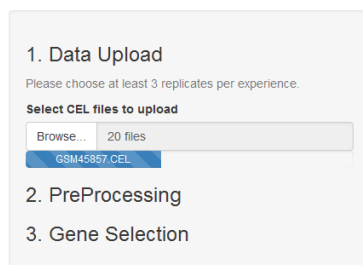 1. Data Upload
Please choose at least 3 replicates per experience.
Select CEL files to upload
Browse... 20 files
GSM45857.CEL
2. PreProcessing
3. Gene Selection